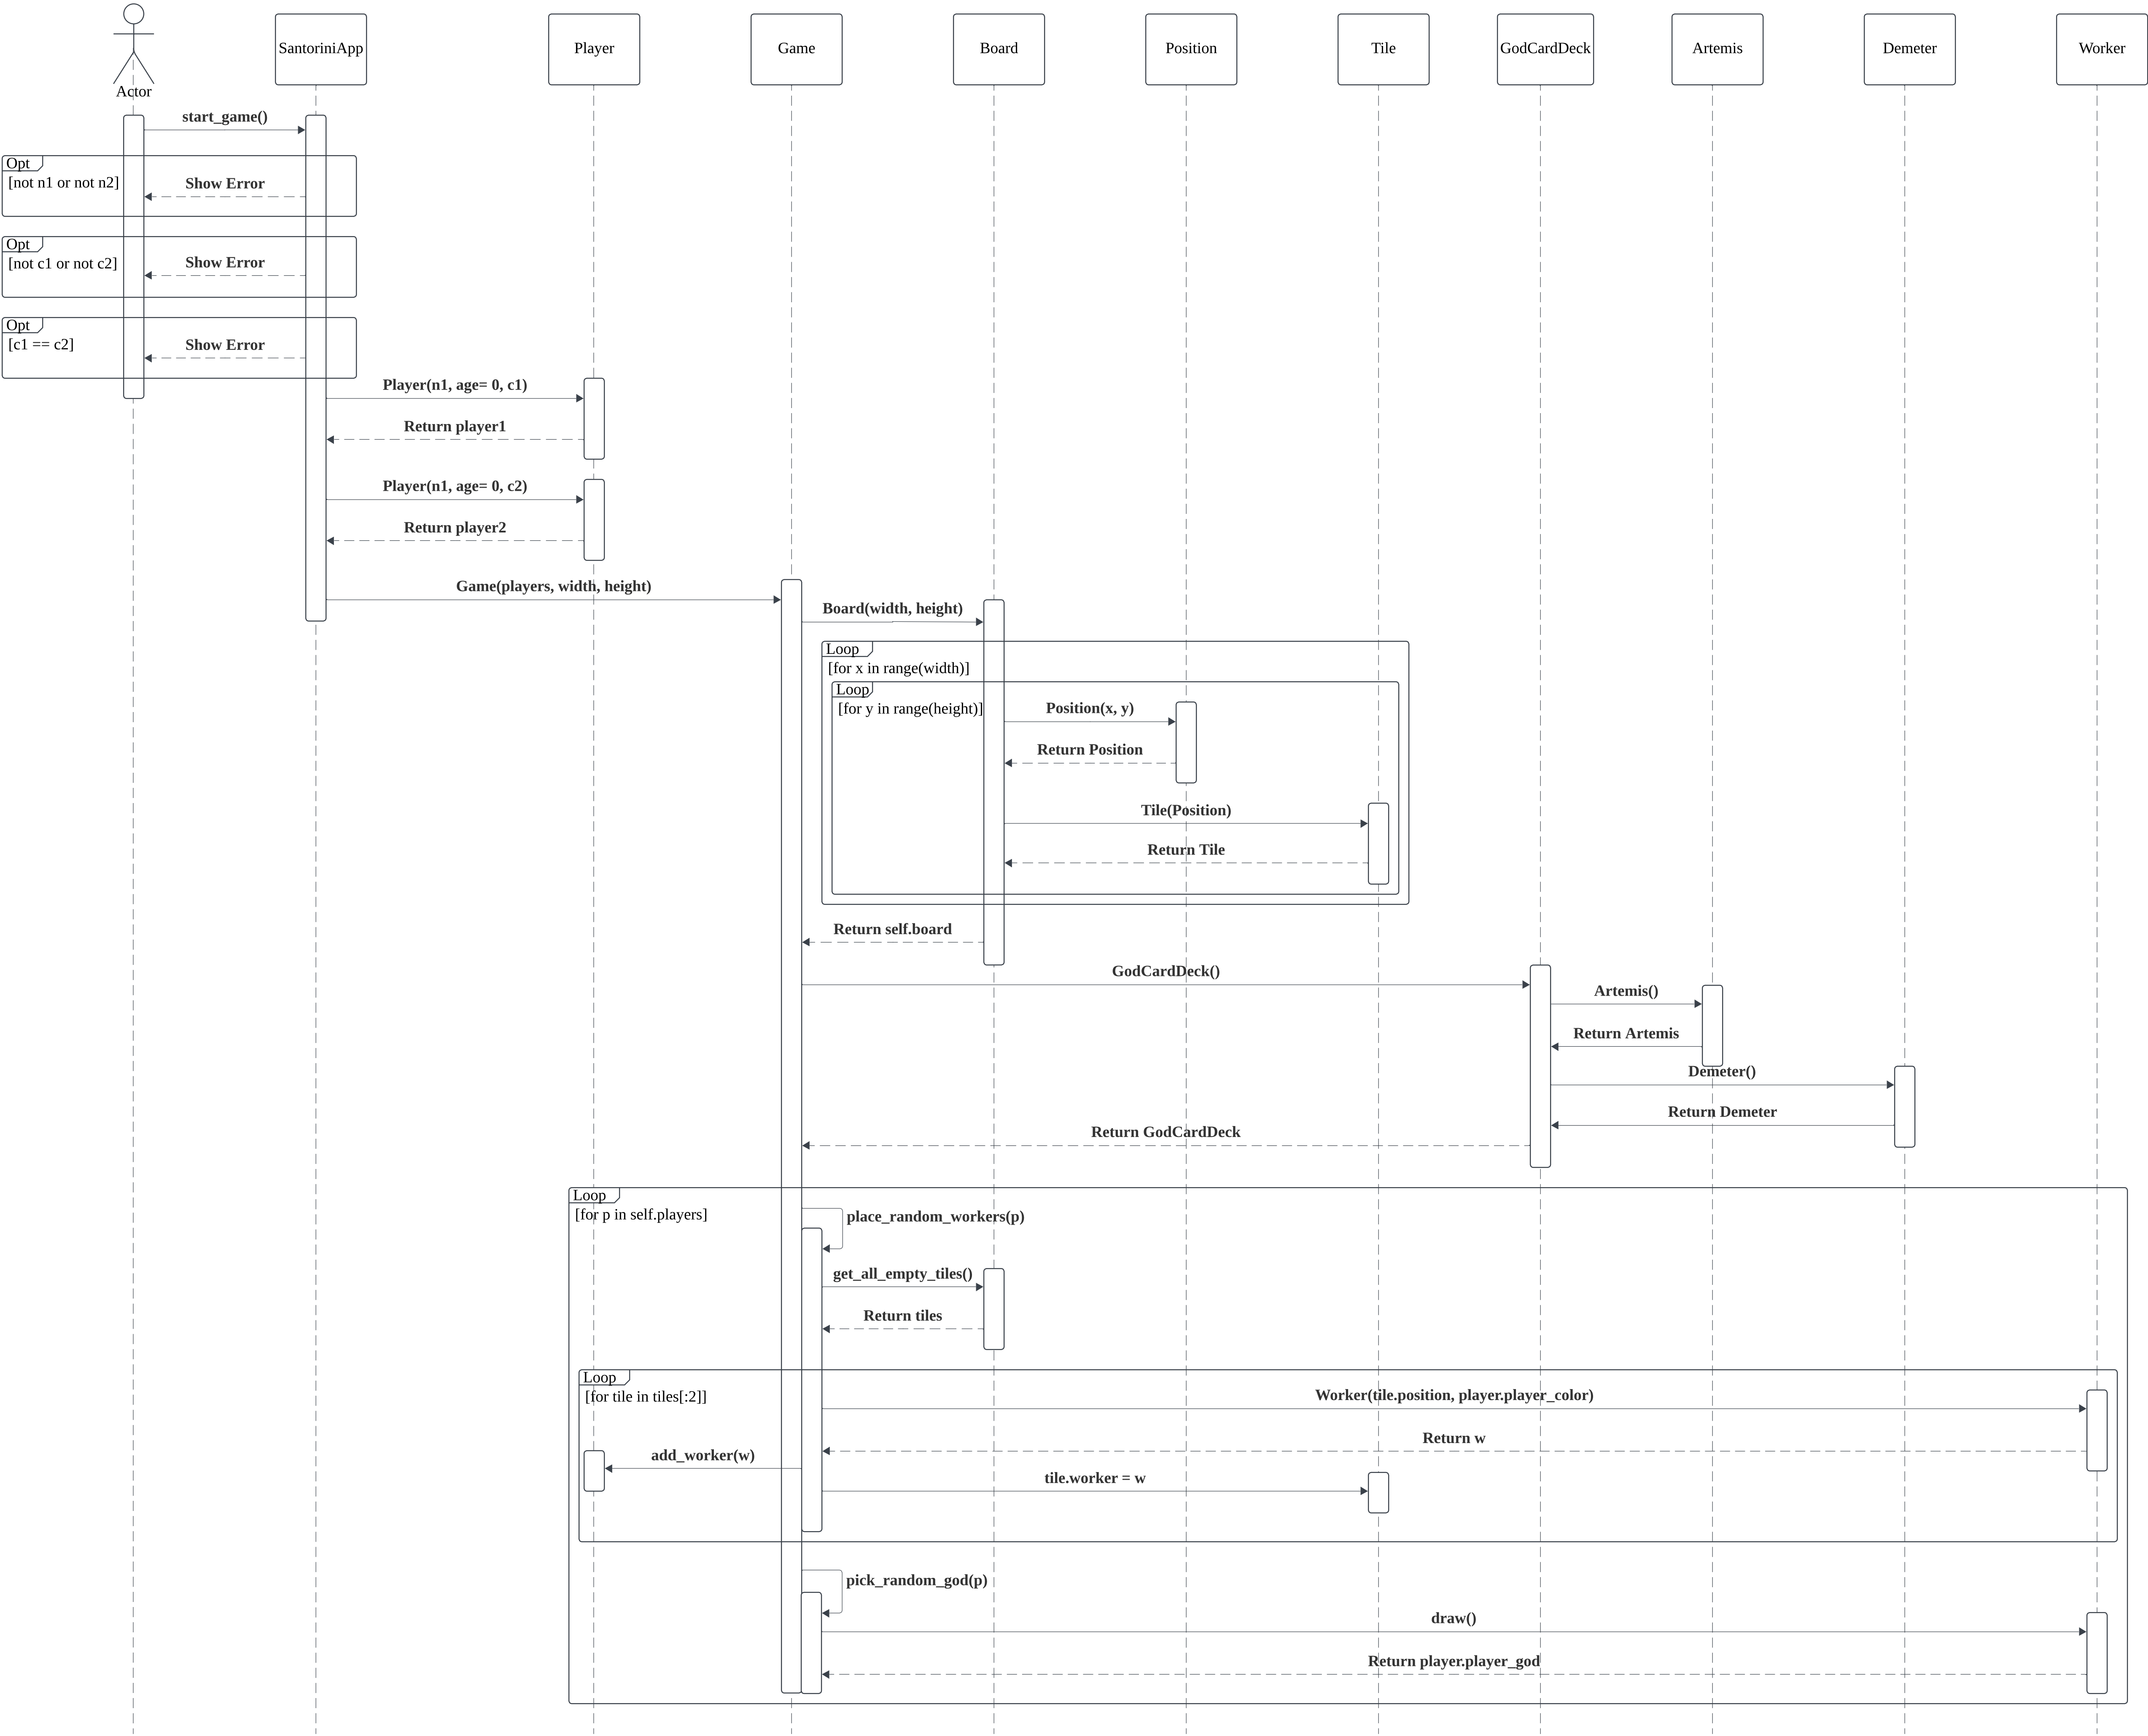 Actor
SantoriniApp
Player
Game
Board
Position
Tile
GodCardDeck
Artemis
Demeter
Worker
start_game()
Opt
[not n1 or not n2]
Show Error
Opt
[not c1 or not c2]
Show Error
Opt
[c1 == c2]
Show Error
Player(n1, age= 0, c1)
Return player1
Player(n1, age= 0, c2)
Return player2
Game(players, width, height)
Board(width, height)
Loop
[for x in range(width)]
Loop
[for y in range(height)]
Position(x, y)
Return Position
Tile(Position)
Return Tile
Return self.board
GodCardDeck()
Artemis()
Return Artemis
Demeter()
Return Demeter
Return GodCardDeck
Loop
[for p in self.players]
place_random_workers(p)
get_all_empty_tiles()
Return tiles
Loop
[for tile in tiles[:2]]
Worker(tile.position, player.player_color)
Return w
add_worker(w)
tile.worker = w
pick_random_god(p)
draw()
Return player.player_god